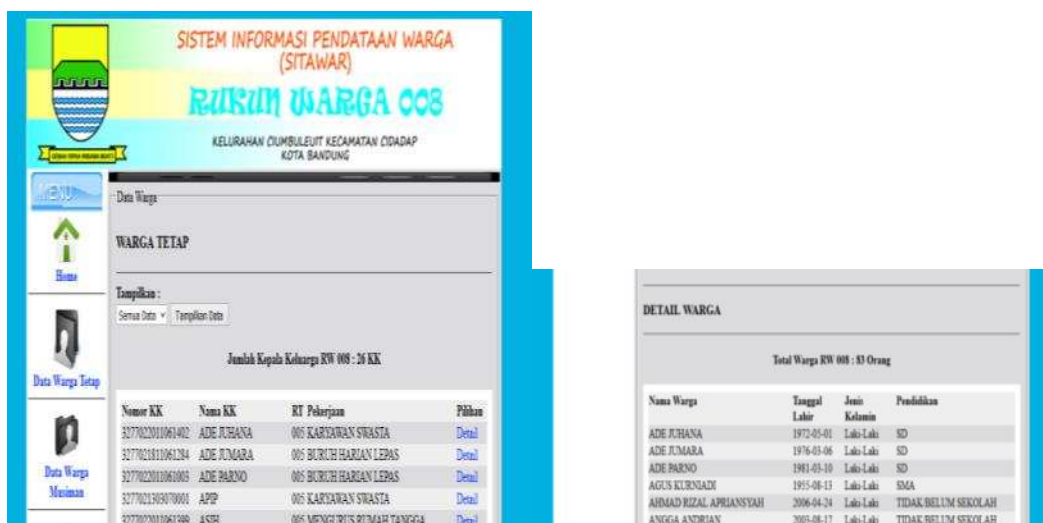 SISTEM INFORMASI PENDATAAN WARGA
(SITAWAR)
RUKUN WARGA 008
KELURAHAN CIUMBULEUIT KECAMATAN CIDADAP
KOTA BANDUNG
MENU
Home
Data Warga Tetap
Data Warga
Musiman
Data Warga
WARGA TETAP
Tampilkan :
Semua Data Tampilkan Data
Jumlah Kepala Keluarga RW 008 : 26 KK
Nomor KK Nama KK RT Pekerjaan Pilihan
3277022011061402 ADE JUHANA 005 KARYAWAN SWASTA Detail
3277021811061284 ADE JUMARA 005 BURUH HARIAN LEPAS Detail
3277022011061003 ADE PARNO 005 BURUH HARIAN LEPAS Detail
3277021303070001 APIP 005 KARYAWAN SWASTA Detail
3277022011061399 ASIH 005 MENGURUS RUMAH TANGGA Detail
DETAIL WARGA
Total Warga RW 008 : 83 Orang
Nama Warga Tanggal Lahir Jenis Kelamin Pendidikan
ADE JUHANA 1972-05-01 Laki-Laki SD
ADE JUMARA 1976-03-06 Laki-Laki SD
ADE PARNO 1981-03-10 Laki-Laki SD
AGUS KURNIADI 1955-08-13 Laki-Laki SMA
AHMAD RIZAL APRIANSYAH 2006-04-24 Laki-Laki TIDAK/BELUM SEKOLAH
ANGGA ANDRIAN 2003-08-17 Laki-Laki TIDAK/BELUM SEKOLAH